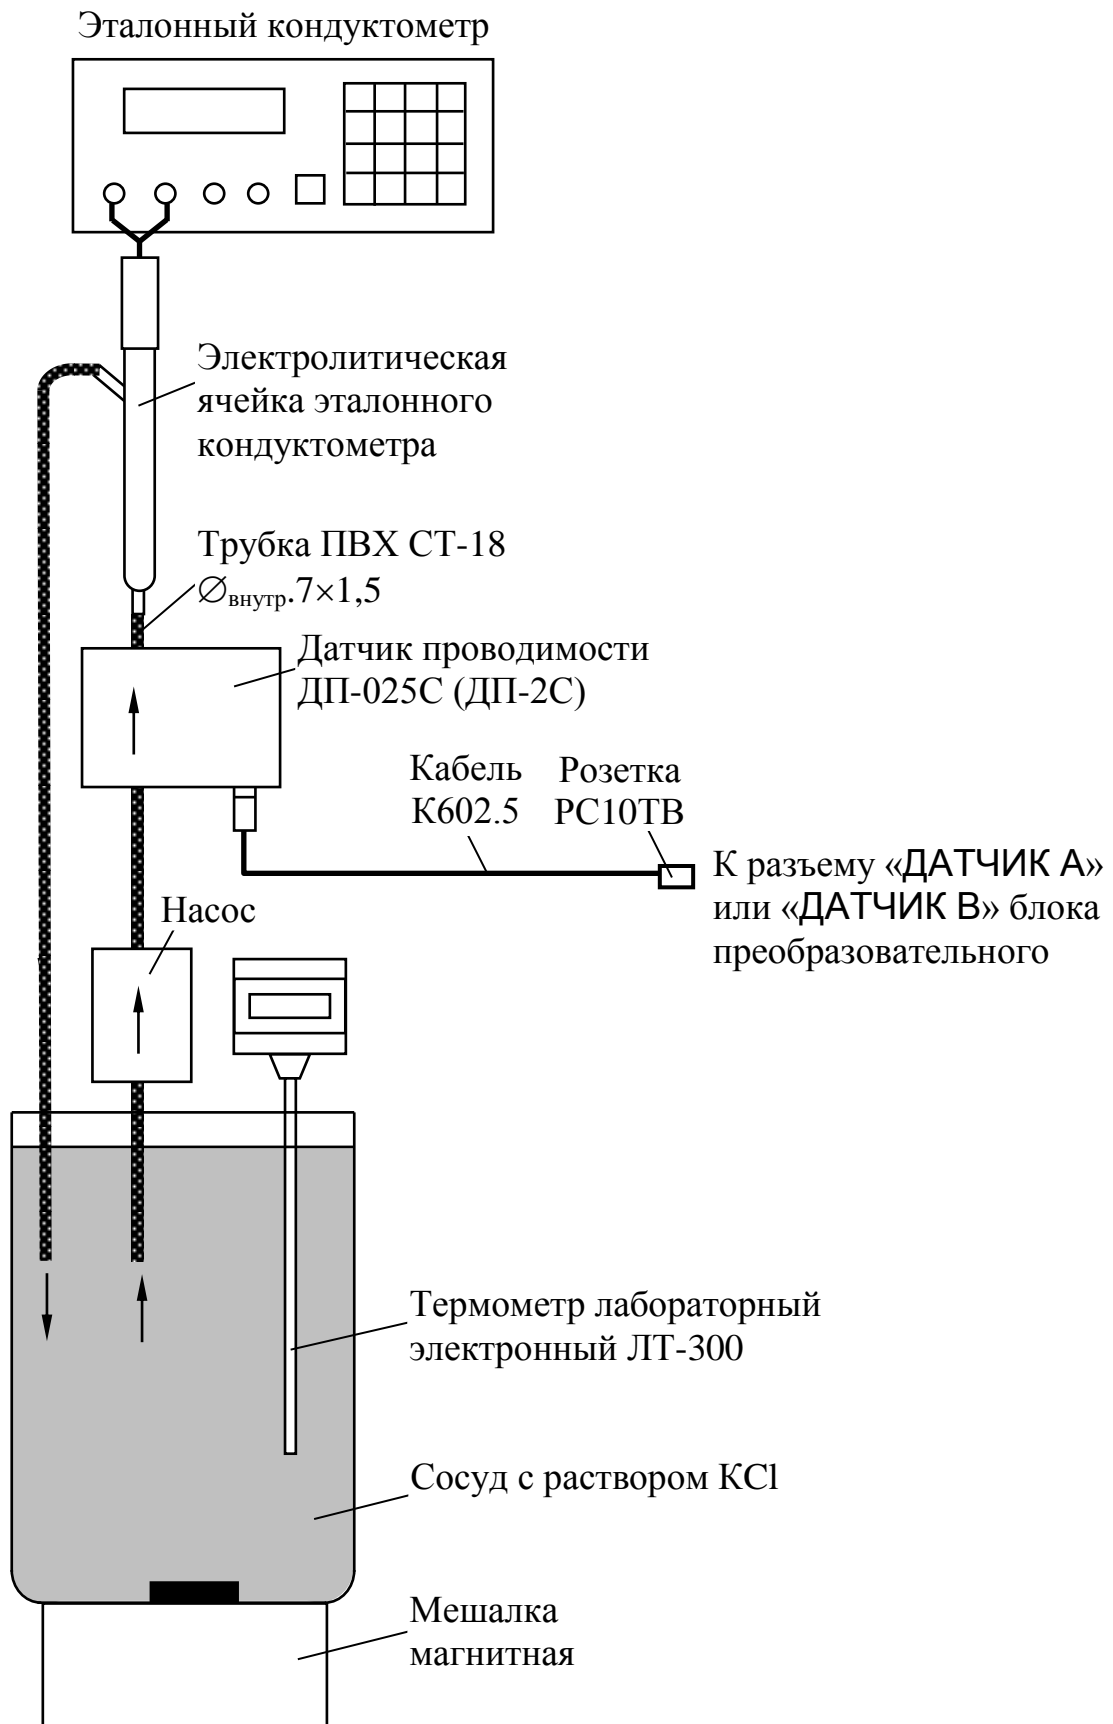 Эталонный кондуктометр
Электролитическая
ячейка эталонного
кондуктометра
Трубка ПВХ СТ-18
∅внутр.7×1,5
Датчик проводимости
ДП-025С (ДП-2С)
Кабель
К602.5
Розетка
РС10ТВ
К разъему «ДАТЧИК А»
или «ДАТЧИК В» блока
преобразовательного
Насос
Термометр лабораторный
электронный ЛТ-300
Сосуд с раствором KCl
Мешалка
магнитная